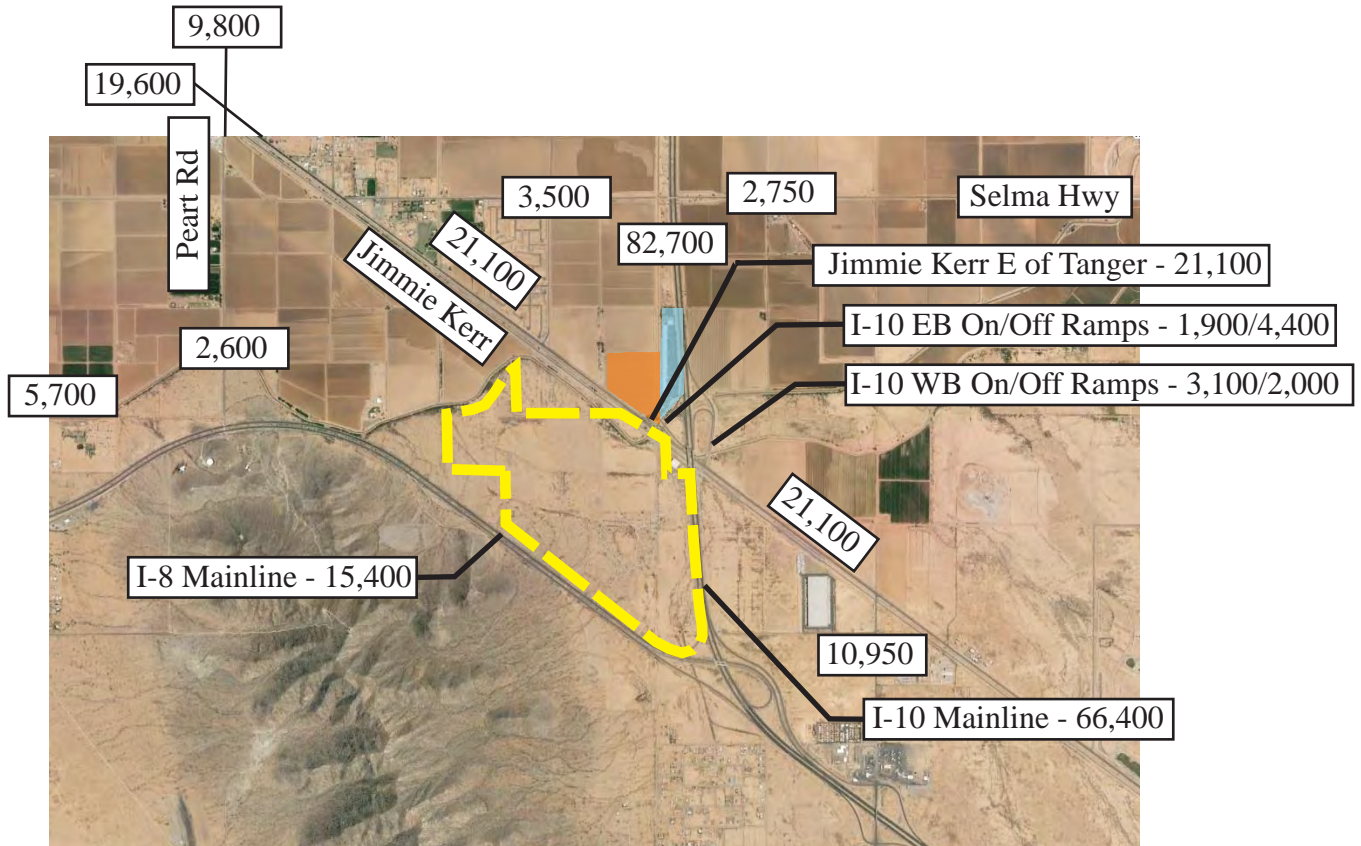 9,800
19,600
Peart Rd
3,500
2,750
Selma Hwy
21,100
82,700
Jimmie Kerr
Jimmie Kerr E of Tanger - 21,100
I-10 EB On/Off Ramps - 1,900/4,400
2,600
I-10 WB On/Off Ramps - 3,100/2,000
5,700
21,100
I-8 Mainline - 15,400
10,950
I-10 Mainline - 66,400